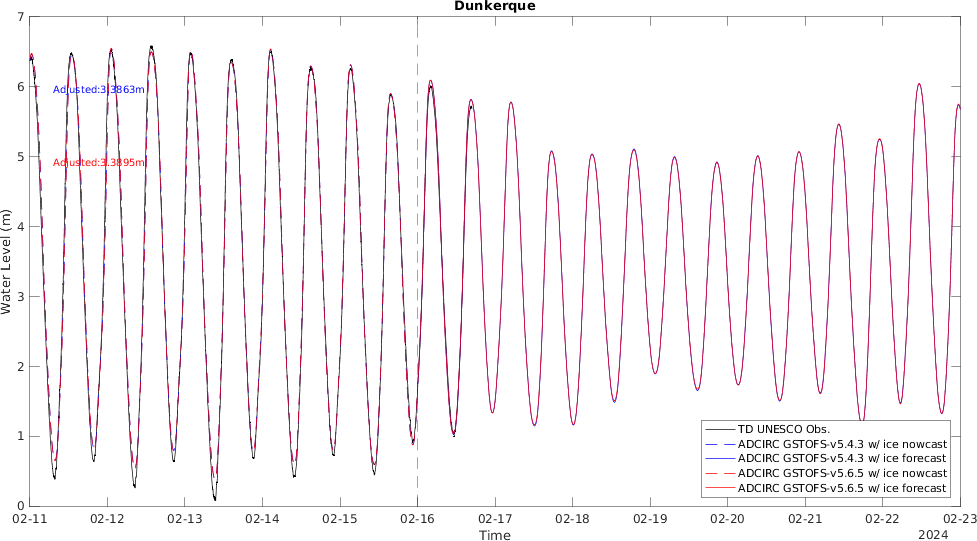 Dunkerque
7
6
5
4
3
2
1
0
Water Level (m)
Adjusted:3.3863m
Adjusted:3.3895m
TD UNESCO Obs.
ADCIRC GSTOFS-v5.4.3 w/ ice nowcast
ADCIRC GSTOFS-v5.4.3 w/ ice forecast
ADCIRC GSTOFS-v5.6.5 w/ ice nowcast
ADCIRC GSTOFS-v5.6.5 w/ ice forecast
02-11 02-12 02-13 02-14 02-15 02-16 02-17 02-18 02-19 02-20 02-21 02-22 02-23
Time
2024